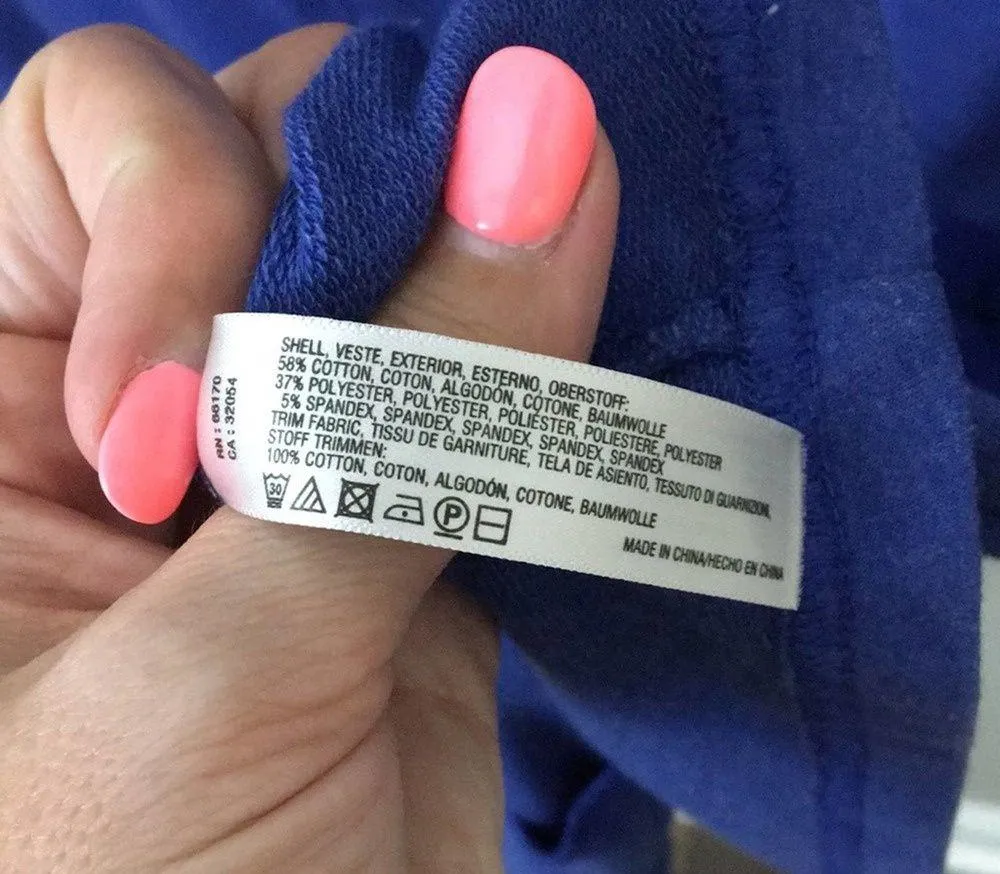 SHELL, VESTE, EXTERIOR, ESTERNO, OBERSTOFF:
58% COTTON, COTON, ALGODÓN, COTONE, BAUMWOLLE
37% POLYESTER, POLYESTER, POLIÉSTER, POLIESTERE, POLYESTER
5% SPANDEX, SPANDEX, SPANDEX, SPANDEX, SPANDEX
TRIM FABRIC, TISSU DE GARNITURE, TELA DE ASIENTO, TESSUTO DI GUARNIZIONI,
STOFF TRIMMEN:
100% COTTON, COTON, ALGODÓN, COTONE, BAUMWOLLE
30
P
MADE IN CHINA/HECHO EN CHINA
RN : 66170
CA : 32054